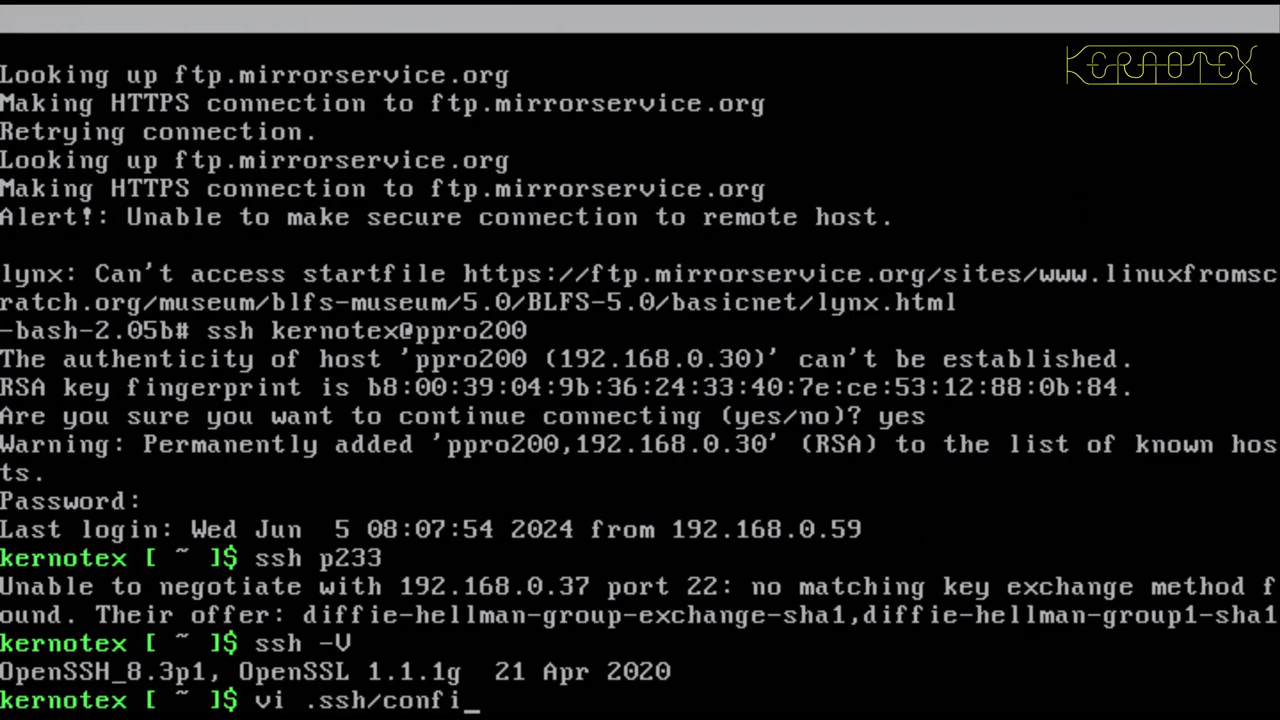 KERNOTEX
Looking up ftp.mirrorservice.org
Making HTTPS connection to ftp.mirrorservice.org
Retrying connection.
Looking up ftp.mirrorservice.org
Making HTTPS connection to ftp.mirrorservice.org
Alert!: Unable to make secure connection to remote host.
lynx: Can't access startfile https://ftp.mirrorservice.org/sites/www.linuxfromsc
ratch.org/museum/blfs-museum/5.0/BLFS-5.0/basicnet/lynx.html
-bash-2.05b# ssh kernotex@ppro200
The authenticity of host 'ppro200 (192.168.0.30)' can't be established.
RSA key fingerprint is b8:00:39:04:9b:36:24:33:40:7e:ce:53:12:88:0b:84.
Are you sure you want to continue connecting (yes/no)? yes
Warning: Permanently added 'ppro200,192.168.0.30' (RSA) to the list of known hos
ts.
Password:
Last login: Wed Jun  5 08:07:54 2024 from 192.168.0.59
kernotex [ ~ ]$ ssh p233
Unable to negotiate with 192.168.0.37 port 22: no matching key exchange method f
ound. Their offer: diffie-hellman-group-exchange-sha1,diffie-hellman-group1-sha1
kernotex [ ~ ]$ ssh -V
OpenSSH_8.3p1, OpenSSL 1.1.1g  21 Apr 2020
kernotex [ ~ ]$ vi .ssh/confi_